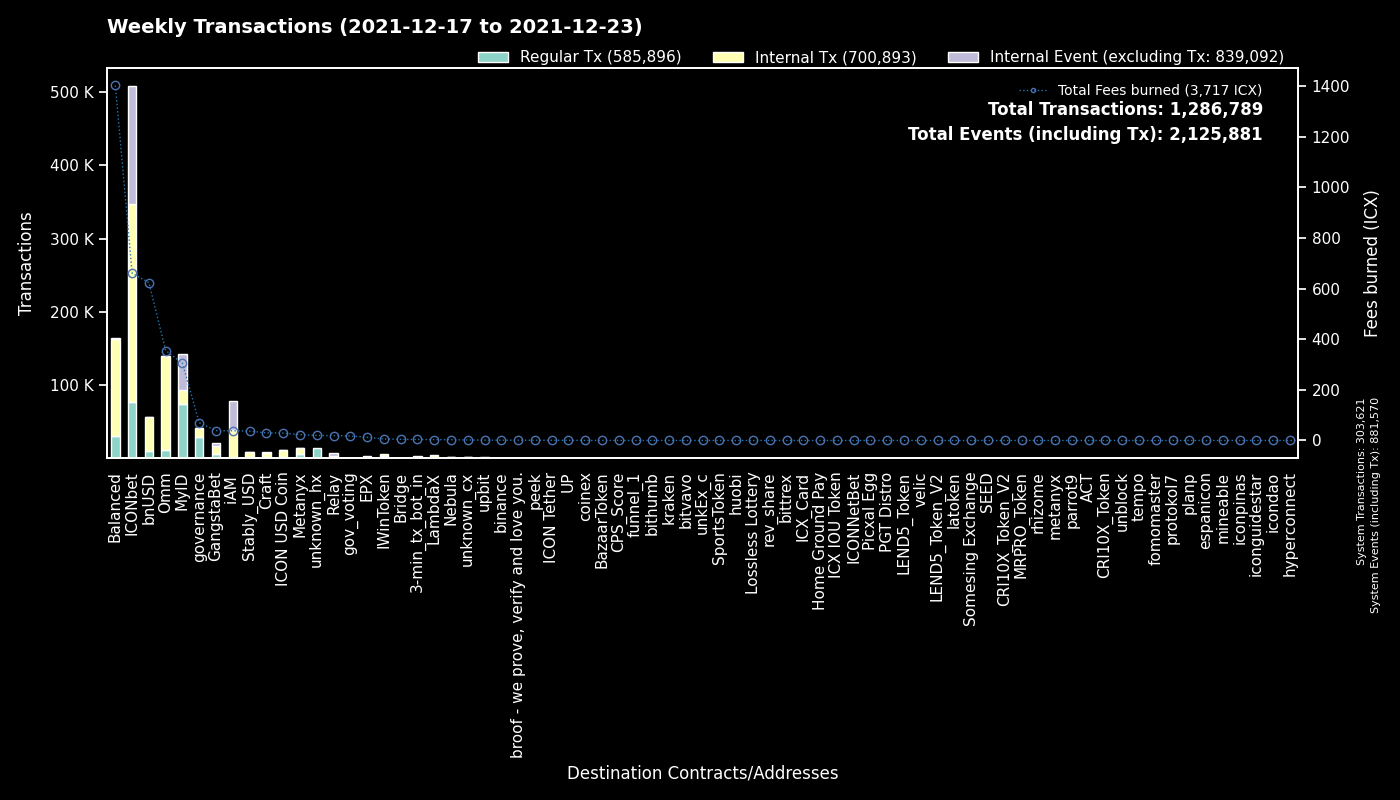 Weekly Transactions (2021-12-17 to 2021-12-23)
Regular Tx (585,896)
Internal Tx (700,893)
Internal Event (excluding Tx: 839,092)
Total Fees burned (3,717 ICX)
Total Transactions: 1,286,789
Total Events (including Tx): 2,125,881
Transactions
500 K
400 K
300 K
200 K
100 K
1400
1200
1000
800
600
400
200
0
Fees burned (ICX)
System Transactions: 303,621
System Events (including Tx): 881,570
Balanced
ICONbet
bnUSD
Omm
MyID
governance
GangstaBet
iAM
Stably_USD
Craft
ICON USD Coin
Metanyx
unknown_hx
Relay
gov_voting
EPX
IWinToken
Bridge
3-min_tx_bot_in
LambdaX
Nebula
unknown_cx
upbit
binance
broof - we prove, verify and love you.
peek
ICON Tether
UP
coinex
BazaarToken
CPS_Score
funnel_1
bithumb
kraken
bitvavo
unkEx_c
SportsToken
huobi
Lossless Lottery
rev_share
bittrex
ICX_Card
Home Ground Pay
ICX IOU Token
ICONNetBet
Picxal Egg
PGT Distro
LEND5_Token
velic
LEND5_Token_V2
latoken
Somesing Exchange
SEED
CRI10X_Token_V2
MRPRO_Token
rhizome
metanyx
parrot9
ACT
CRI10X_Token
unblock
tempo
fomomaster
protokol7
planp
espanicon
mineable
iconpinas
iconguidestar
icondao
hyperconnect
Destination Contracts/Addresses